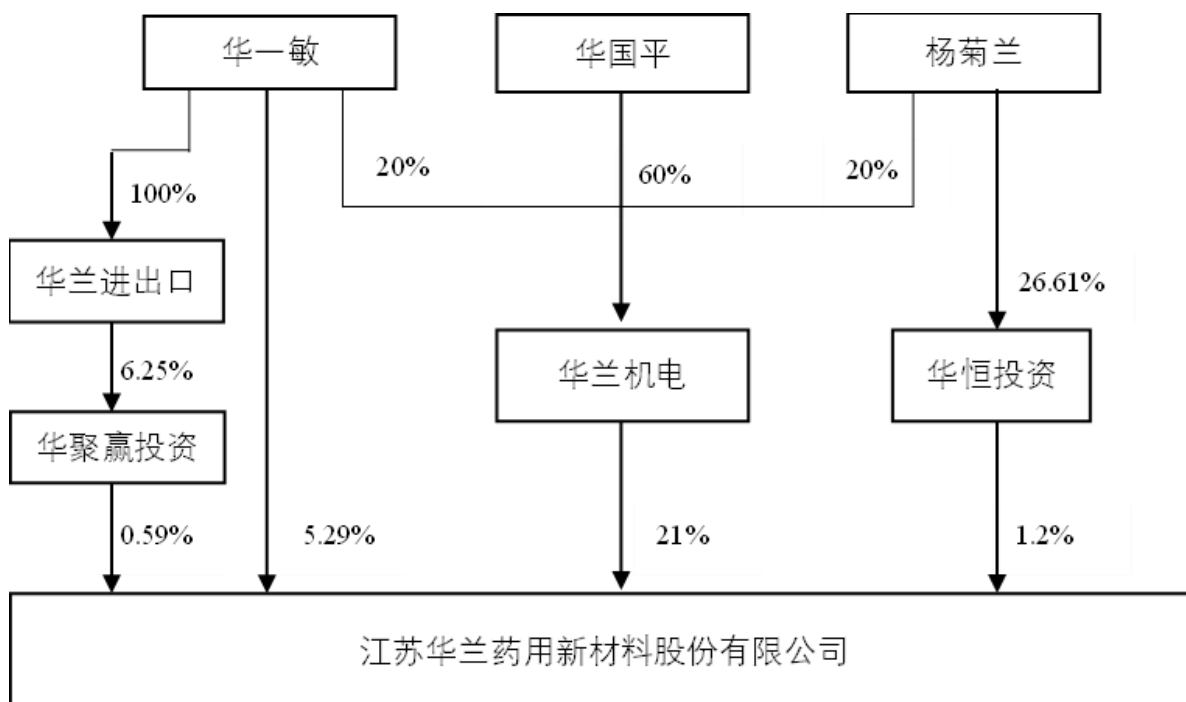 华一敏
华国平
杨菊兰
20%
60%
20%
100%
华兰进出口
26.61%
6.25%
华兰机电
华恒投资
华聚赢投资
0.59%
5.29%
21%
1.2%
江苏华兰药用新材料股份有限公司